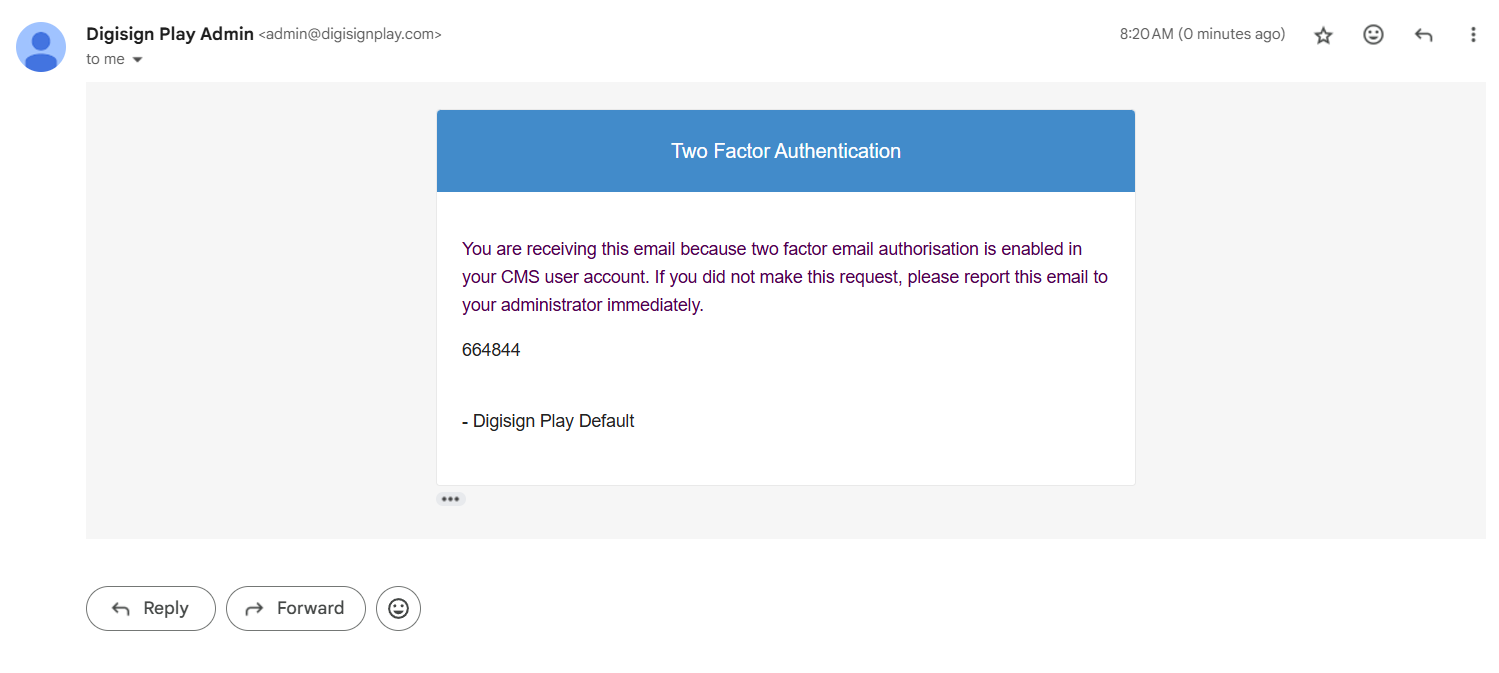 Digisign Play Admin <admin@digisignplay.com>
8:20 AM (0 minutes ago)
to me
Two Factor Authentication
You are receiving this email because two factor email authorisation is enabled in
your CMS user account. If you did not make this request, please report this email to
your administrator immediately.
664844
- Digisign Play Default
Reply
Forward